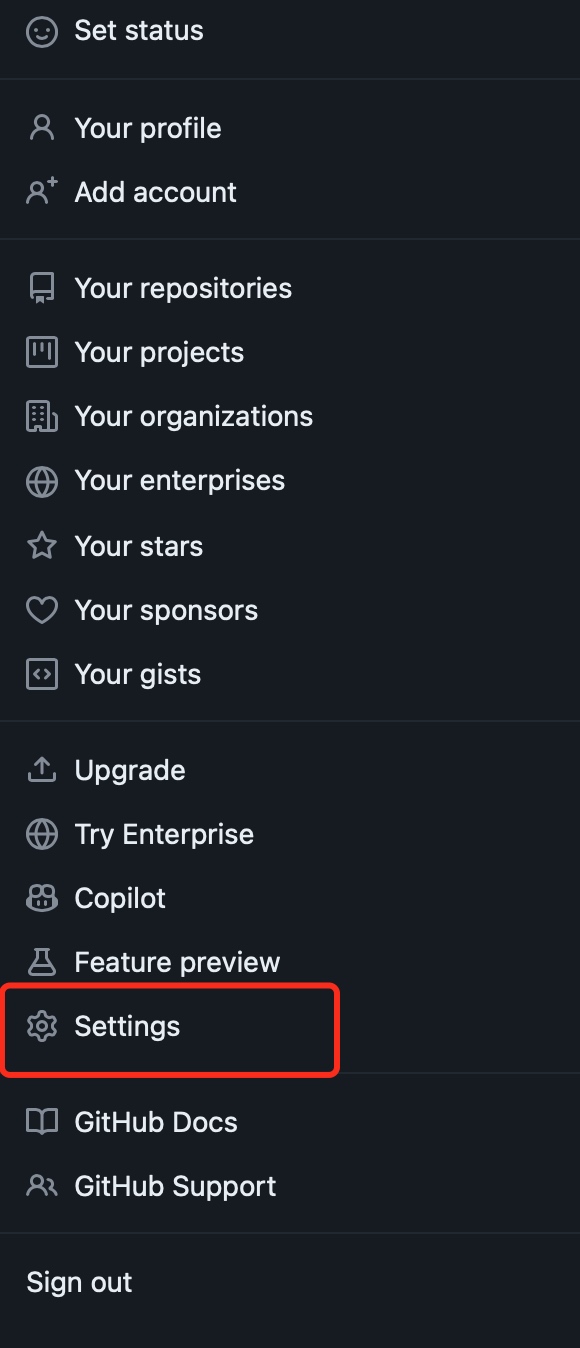 Set status
Your profile
Add account
Your repositories
Your projects
Your organizations
Your enterprises
Your stars
Your sponsors
Your gists
Upgrade
Try Enterprise
Copilot
Feature preview
Settings
GitHub Docs
GitHub Support
Sign out